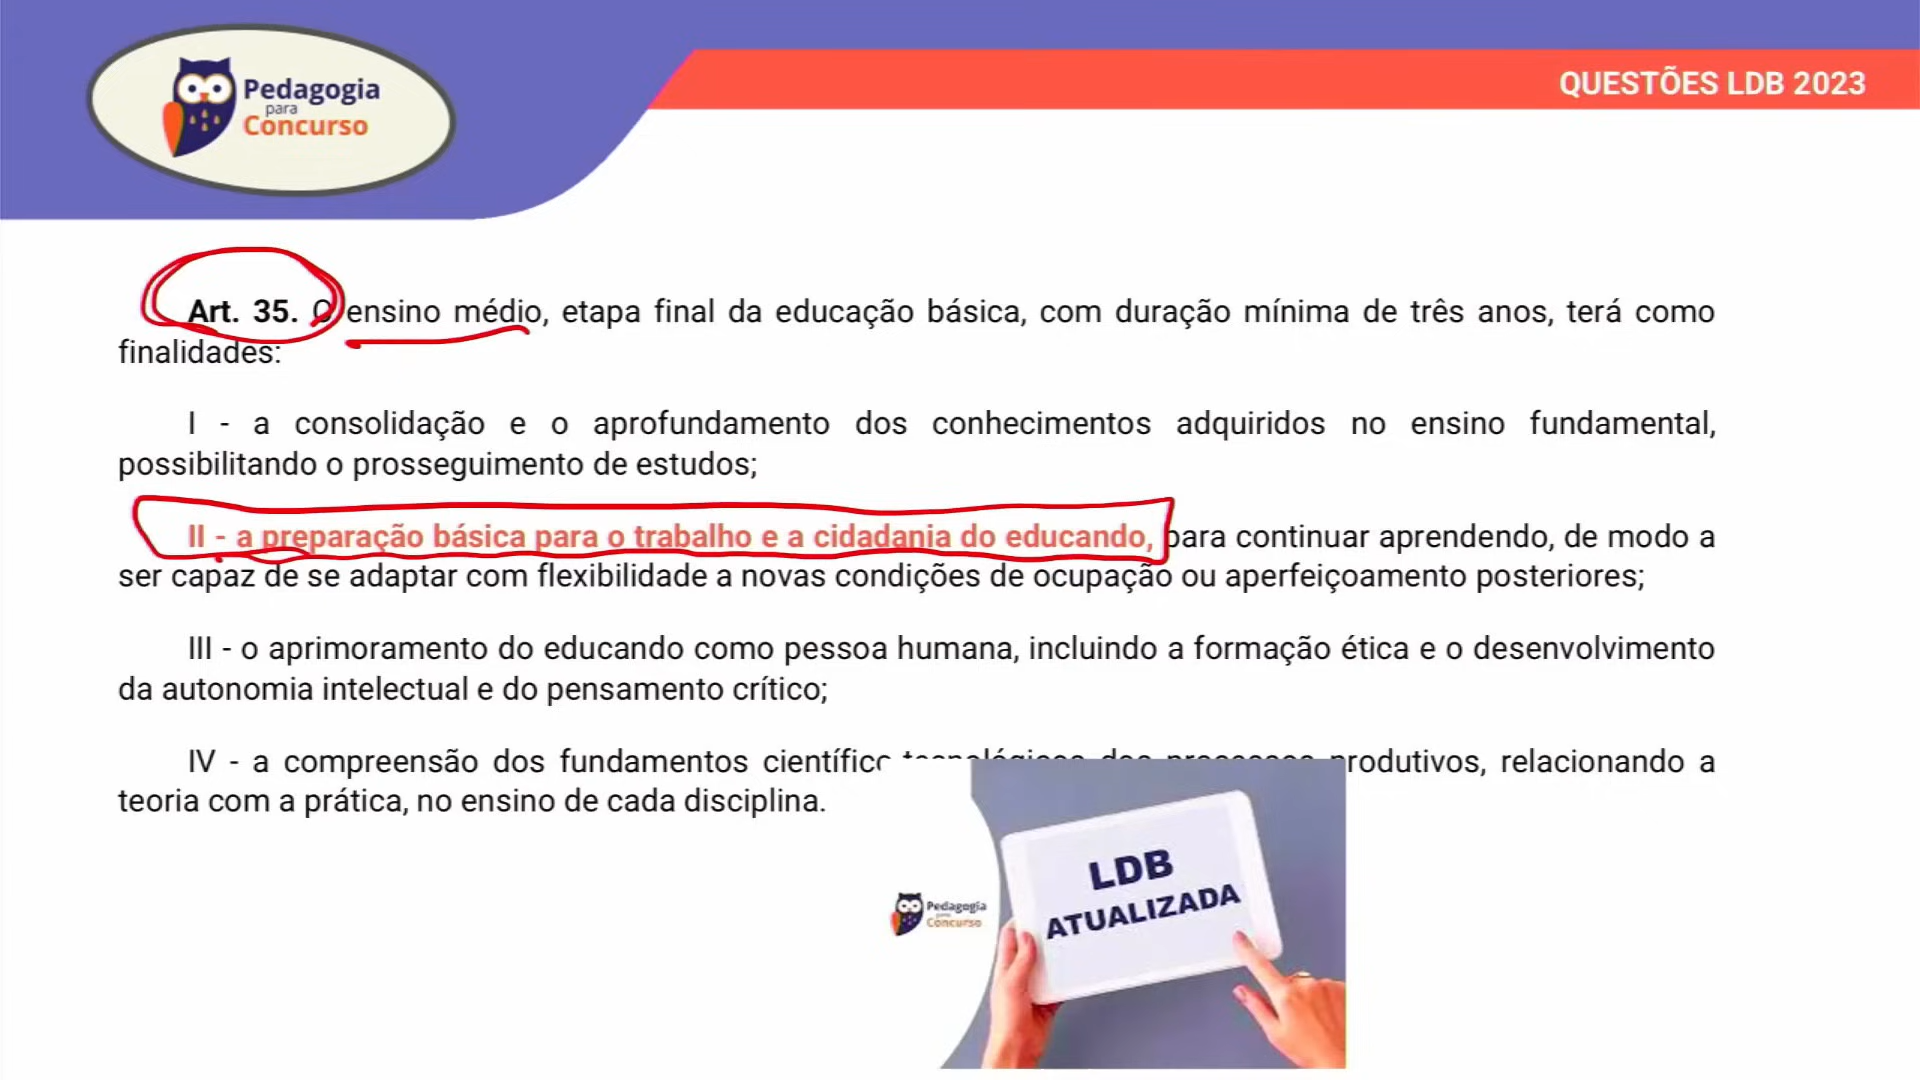 Pedagogia
para
Concurso
QUESTÕES LDB 2023
Art. 35. O ensino médio, etapa final da educação básica, com duração mínima de três anos, terá como
finalidades:
I - a consolidação e o aprofundamento dos conhecimentos adquiridos no ensino fundamental,
possibilitando o prosseguimento de estudos;
II - a preparação básica para o trabalho e a cidadania do educando, para continuar aprendendo, de modo a
ser capaz de se adaptar com flexibilidade a novas condições de ocupação ou aperfeiçoamento posteriores;
III - o aprimoramento do educando como pessoa humana, incluindo a formação ética e o desenvolvimento
da autonomia intelectual e do pensamento crítico;
IV - a compreensão dos fundamentos científico-tecnológicos dos processos produtivos, relacionando a
teoria com a prática, no ensino de cada disciplina.
LDB
ATUALIZADA
Pedagogia
para
Concurso